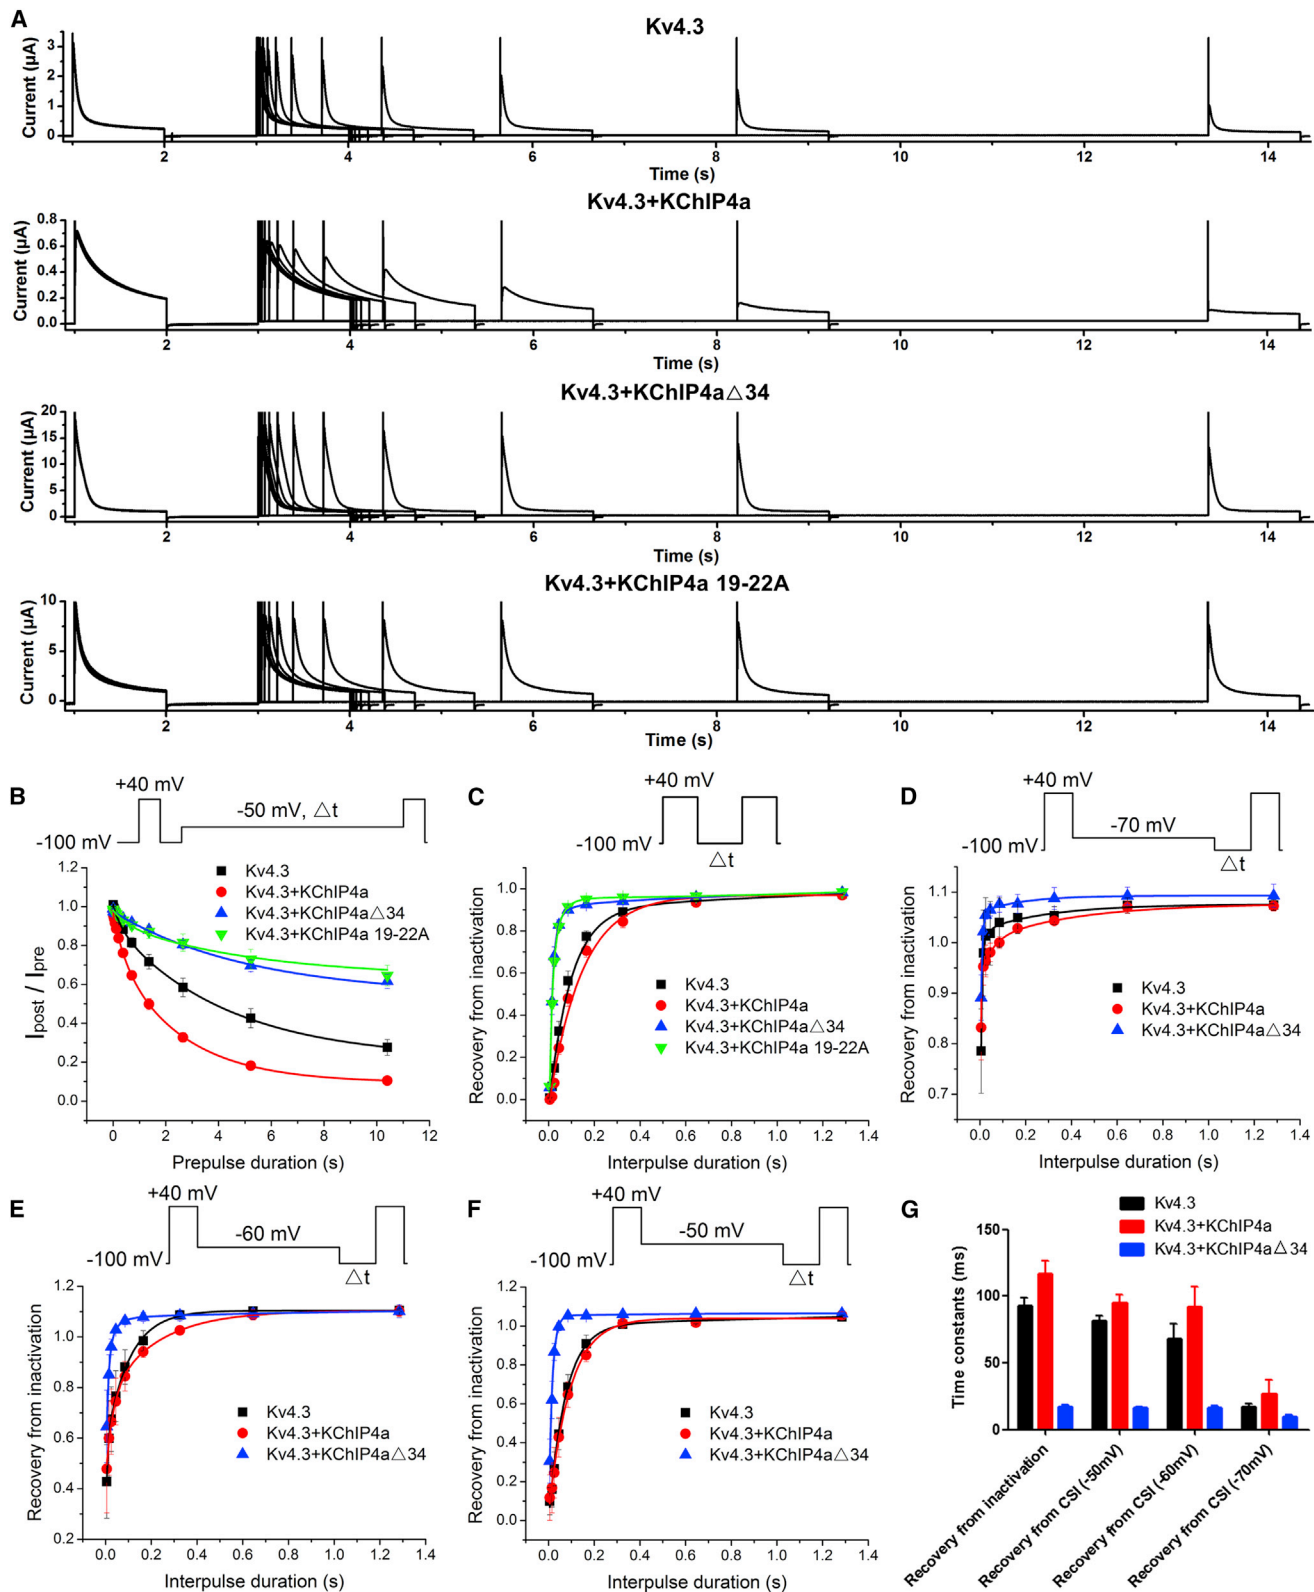 A
Kv4.3
Current (μA)
3
2
1
0
2
4
6
8
10
12
14
Time (s)
Kv4.3+KChIP4a
Current (μA)
0.8
0.6
0.4
0.2
0.0
2
4
6
8
10
12
14
Time (s)
Kv4.3+KChIP4a△34
Current (μA)
20
15
10
5
0
2
4
6
8
10
12
14
Time (s)
Kv4.3+KChIP4a 19-22A
Current (μA)
10
5
0
2
4
6
8
10
12
14
Time (s)
B
+40 mV
-50 mV, △t
-100 mV
Kv4.3
Kv4.3+KChIP4a
Kv4.3+KChIP4a△34
Kv4.3+KChIP4a 19-22A
Ipost / Ipre
1.2
1.0
0.8
0.6
0.4
0.2
0.0
0 2 4 6 8 10 12
Prepulse duration (s)
C
+40 mV
-100 mV
△t
Recovery from inactivation
1.0
0.8
0.6
0.4
0.2
0.0
Kv4.3
Kv4.3+KChIP4a
Kv4.3+KChIP4a△34
Kv4.3+KChIP4a 19-22A
0.0 0.2 0.4 0.6 0.8 1.0 1.2 1.4
Interpulse duration (s)
D
+40 mV
-70 mV
-100 mV
△t
Recovery from inactivation
1.1
1.0
0.9
0.8
0.7
Kv4.3
Kv4.3+KChIP4a
Kv4.3+KChIP4a△34
0.0 0.2 0.4 0.6 0.8 1.0 1.2 1.4
Interpulse duration (s)
E
+40 mV
-60 mV
-100 mV
△t
Recovery from inactivation
1.2
1.0
0.8
0.6
0.4
0.2
Kv4.3
Kv4.3+KChIP4a
Kv4.3+KChIP4a△34
0.0 0.2 0.4 0.6 0.8 1.0 1.2 1.4
Interpulse duration (s)
F
+40 mV
-50 mV
-100 mV
△t
Recovery from inactivation
1.2
1.0
0.8
0.6
0.4
0.2
0.0
Kv4.3
Kv4.3+KChIP4a
Kv4.3+KChIP4a△34
0.0 0.2 0.4 0.6 0.8 1.0 1.2 1.4
Interpulse duration (s)
G
Kv4.3
Kv4.3+KChIP4a
Kv4.3+KChIP4a△34
Time constants (ms)
150
100
50
0
Recovery from inactivation
Recovery from CSI (-50mV)
Recovery from CSI (-60mV)
Recovery from CSI (-70mV)